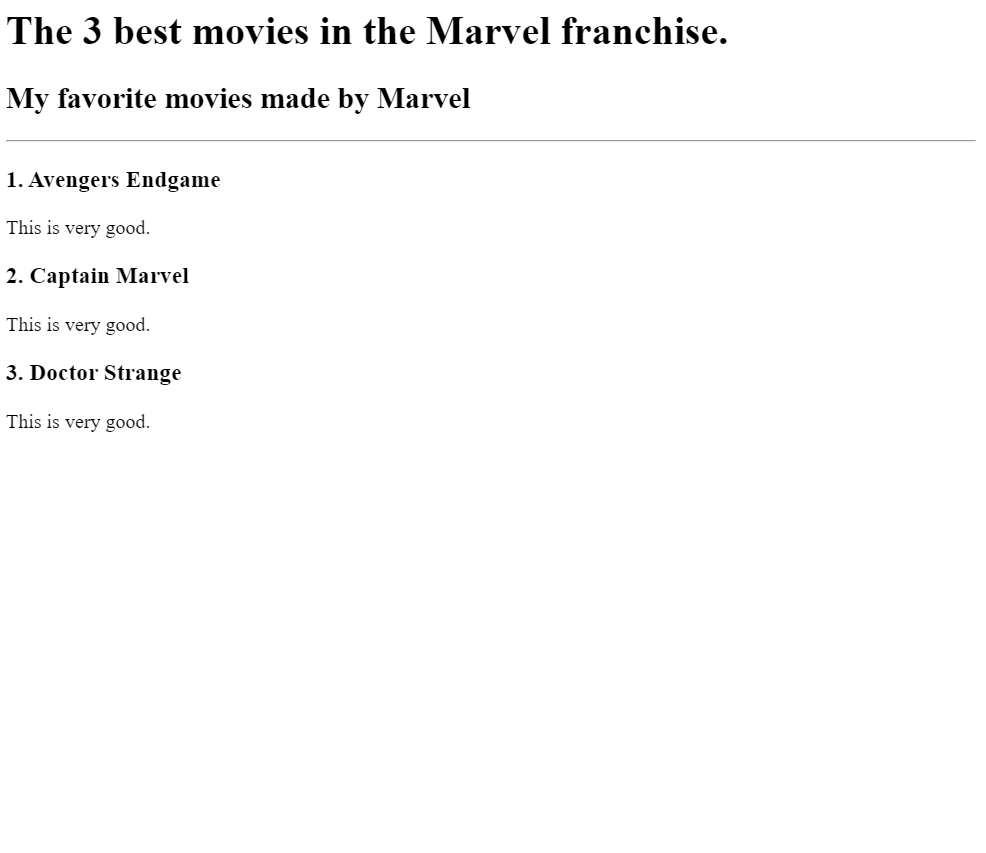 The 3 best movies in the Marvel franchise.
My favorite movies made by Marvel
1. Avengers Endgame
This is very good.
2. Captain Marvel
This is very good.
3. Doctor Strange
This is very good.